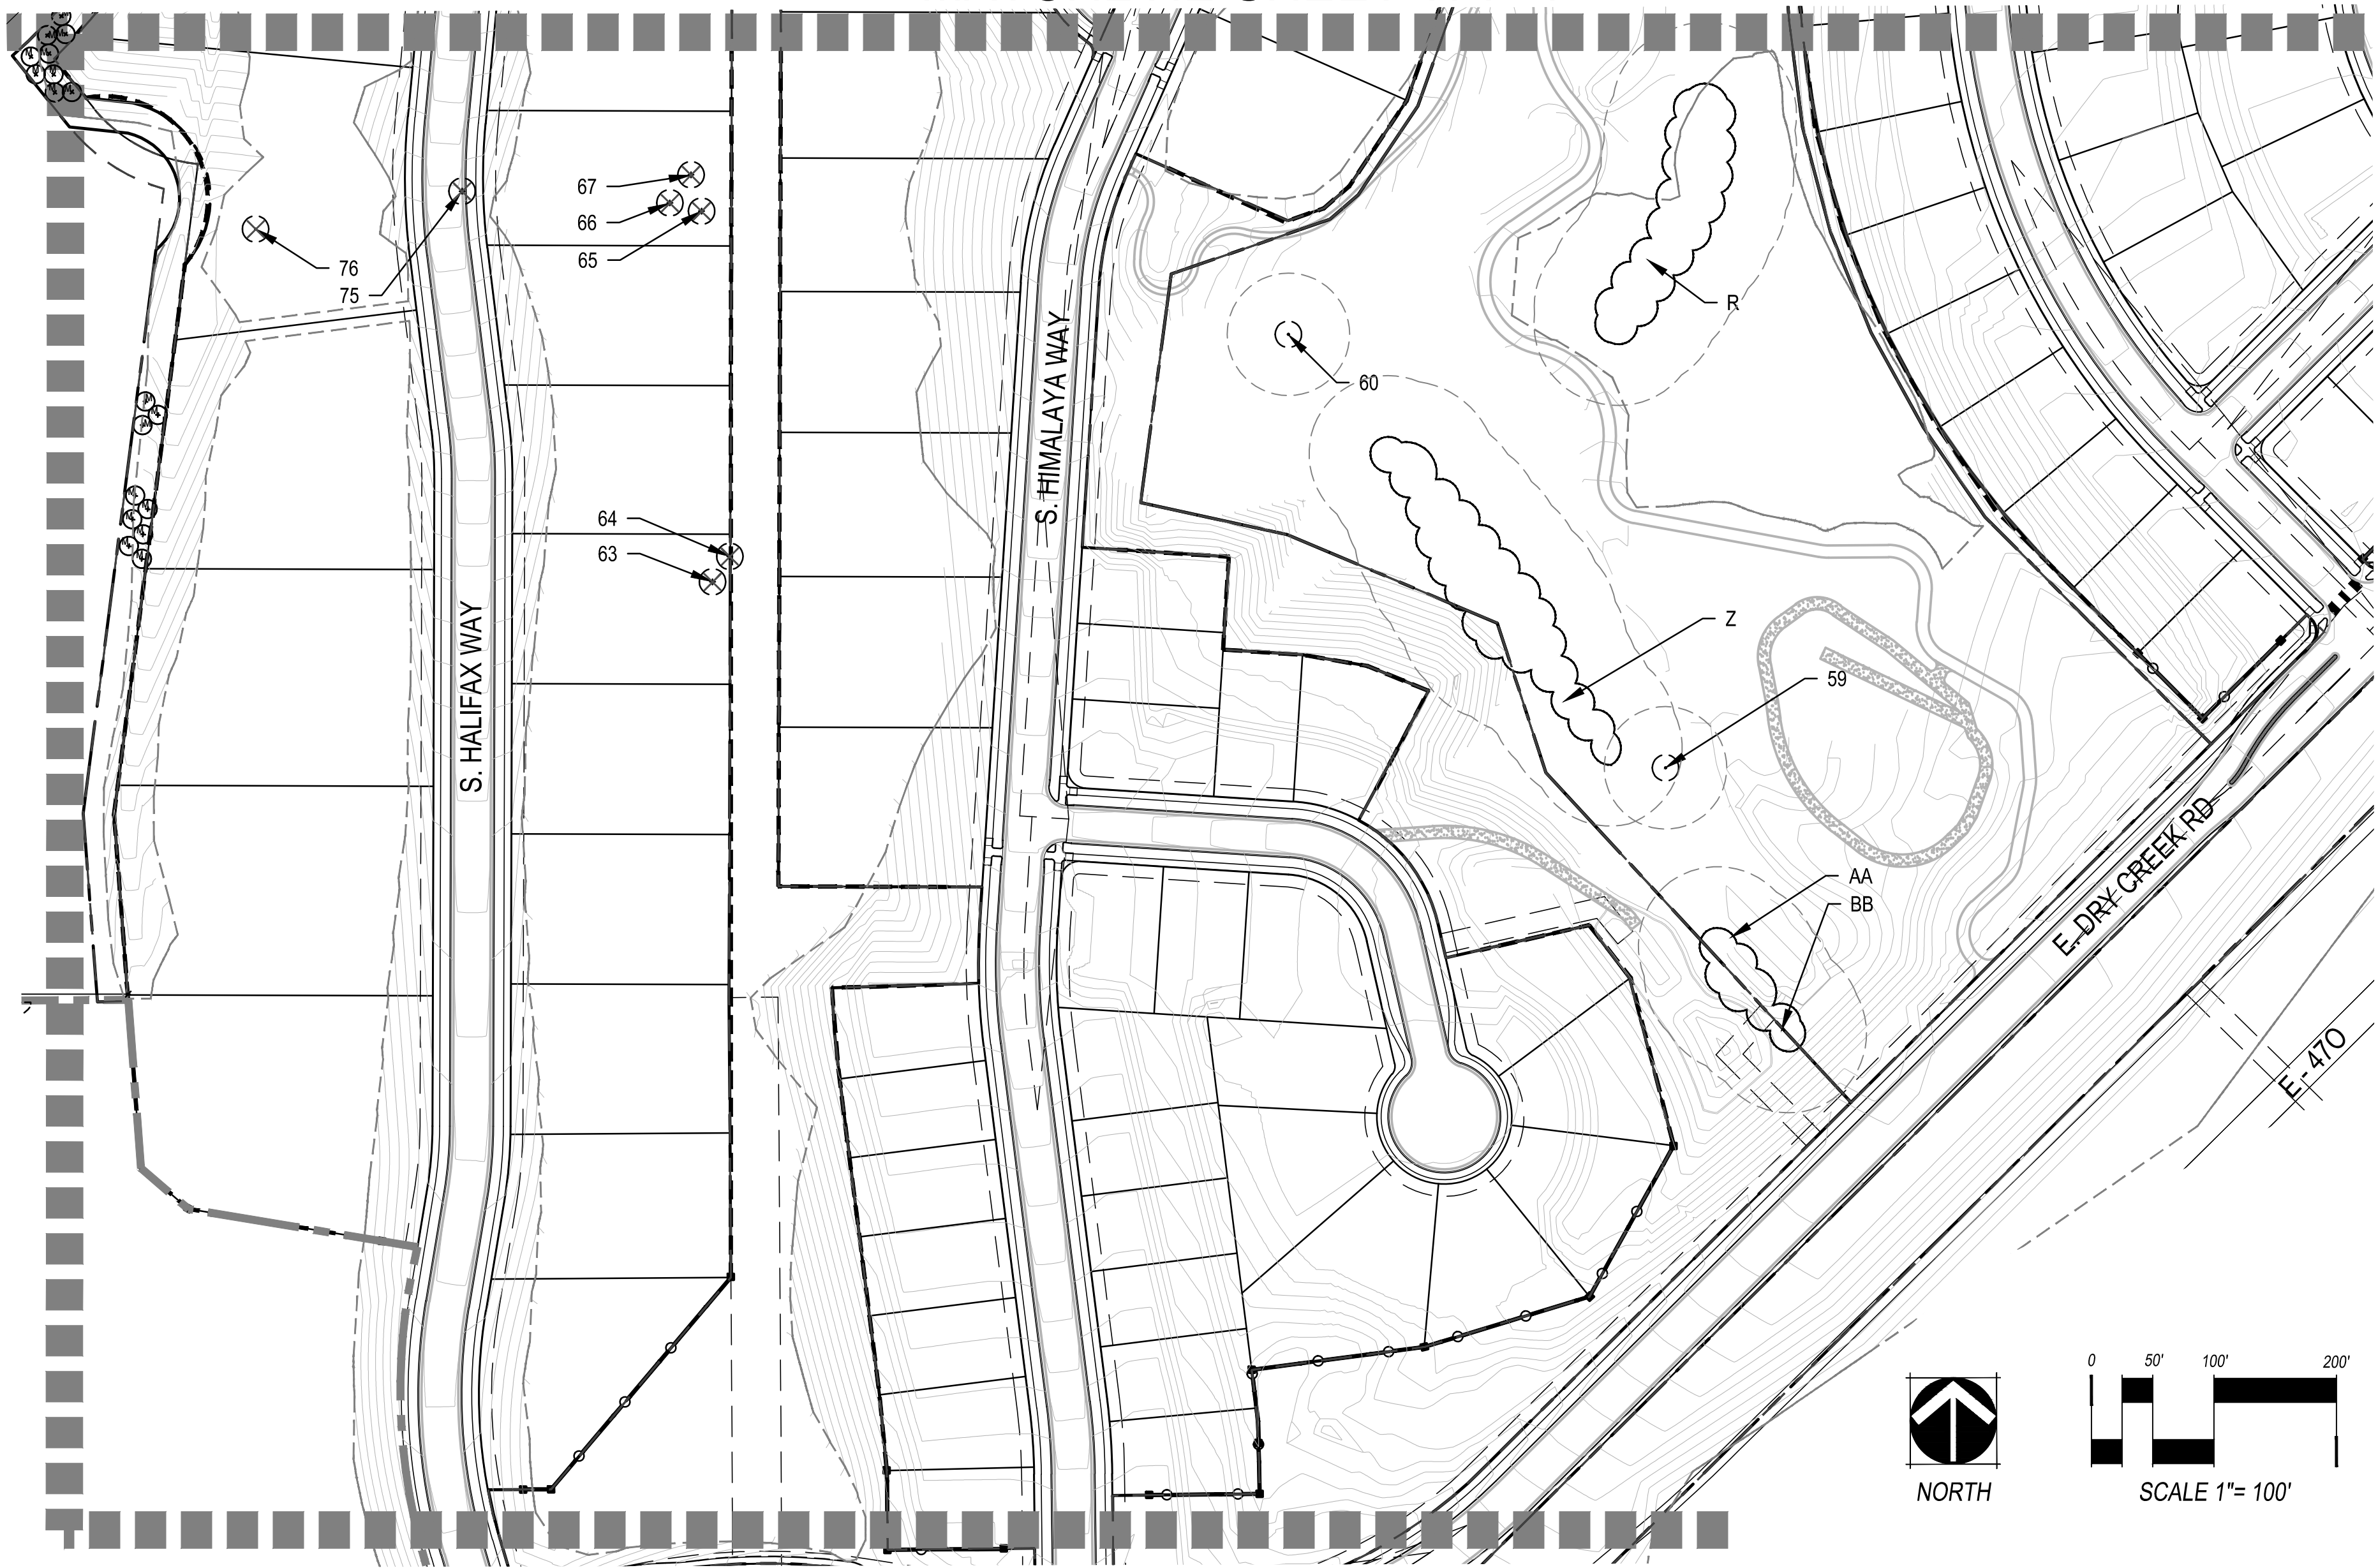 67
66
65
76
75
R
60
S. HIMALAYA WAY
64
63
Z
59
S. HALIFAX WAY
AA
BB
E. DRY CREEK RD
E - 470
0 50' 100' 200'
NORTH
SCALE 1"= 100'